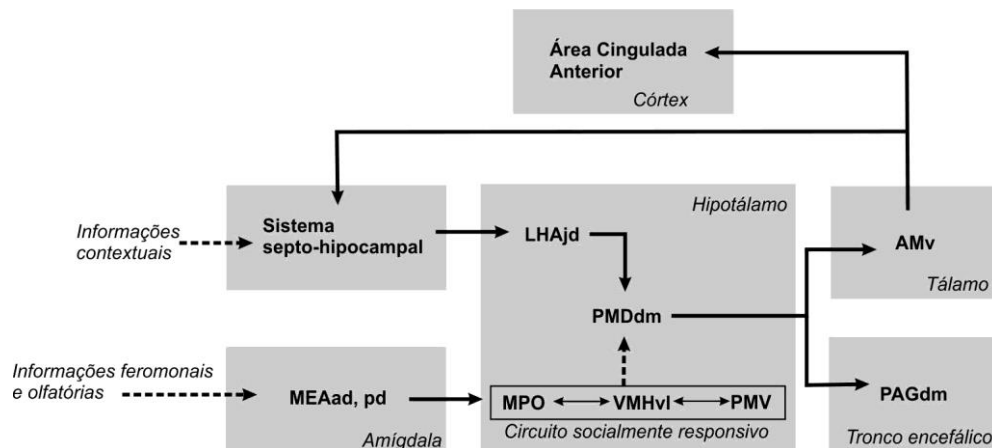 Área Cingulada
Anterior
Córtex
Informações
contextuais
Sistema
septo-hipocampal
Hipotálamo
LHAjd
PMDdm
AMv
Tálamo
Informações feromonais
e olfatórias
MEAad, pd
Amígdala
MPO VMHvl PMV
Circuito socialmente responsivo
PAGdm
Tronco encefálico